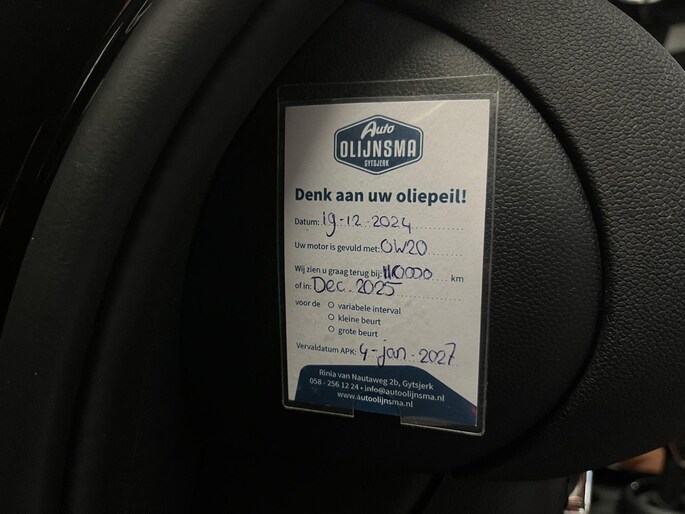 Auto
OLIJNSMA
GYTSJERK
Denk aan uw oliepeil!
Datum: 19-12-2024
Uw motor is gevuld met: 0W20
Wij zien u graag terug bij: 110000 km
of in: Dec. 2025
voor de
variabele interval
kleine beurt
grote beurt
Vervaldatum APK: 4-jan-2027
Rinia van Nautaweg 2b, Gytsjerk
058 - 256 12 24 • info@autoolijnsma.nl
www.autoolijnsma.nl